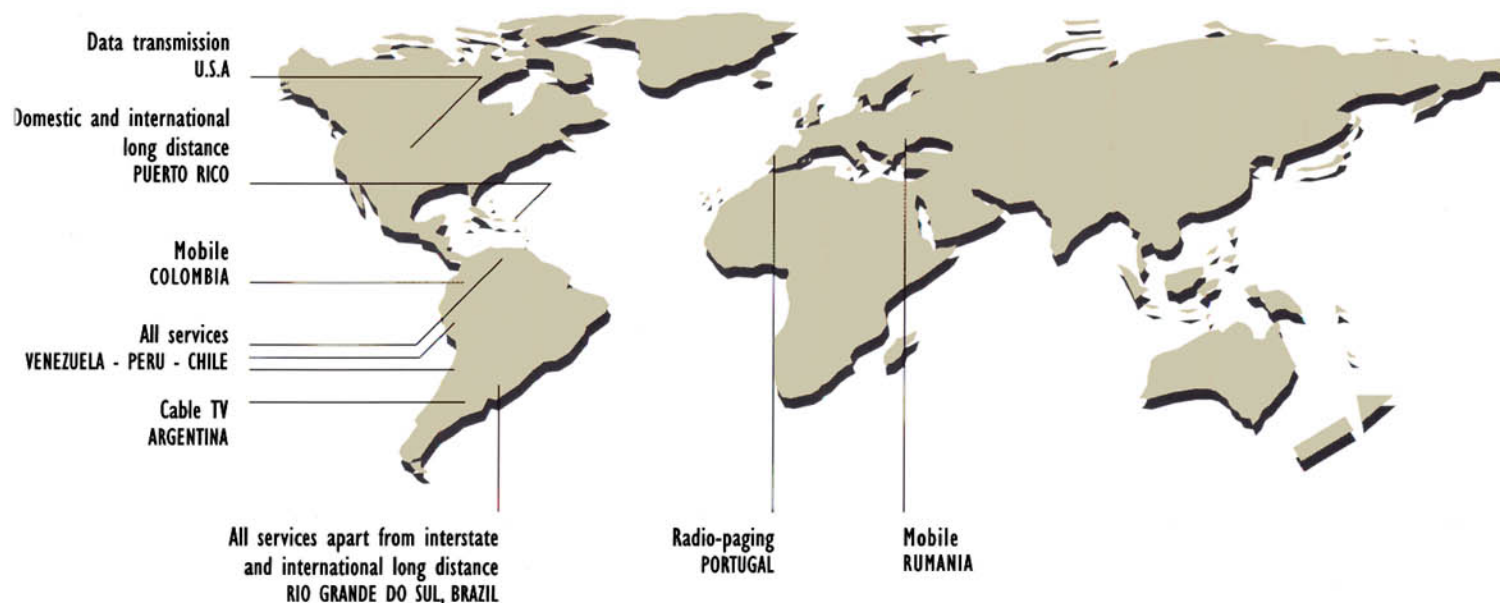 Data transmission
U.S.A
Domestic and international
long distance
PUERTO RICO
Mobile
COLOMBIA
All services
VENEZUELA - PERU - CHILE
Cable TV
ARGENTINA
All services apart from interstate
and international long distance
RIO GRANDE DO SUL, BRAZIL
Radio-paging
PORTUGAL
Mobile
RUMANIA